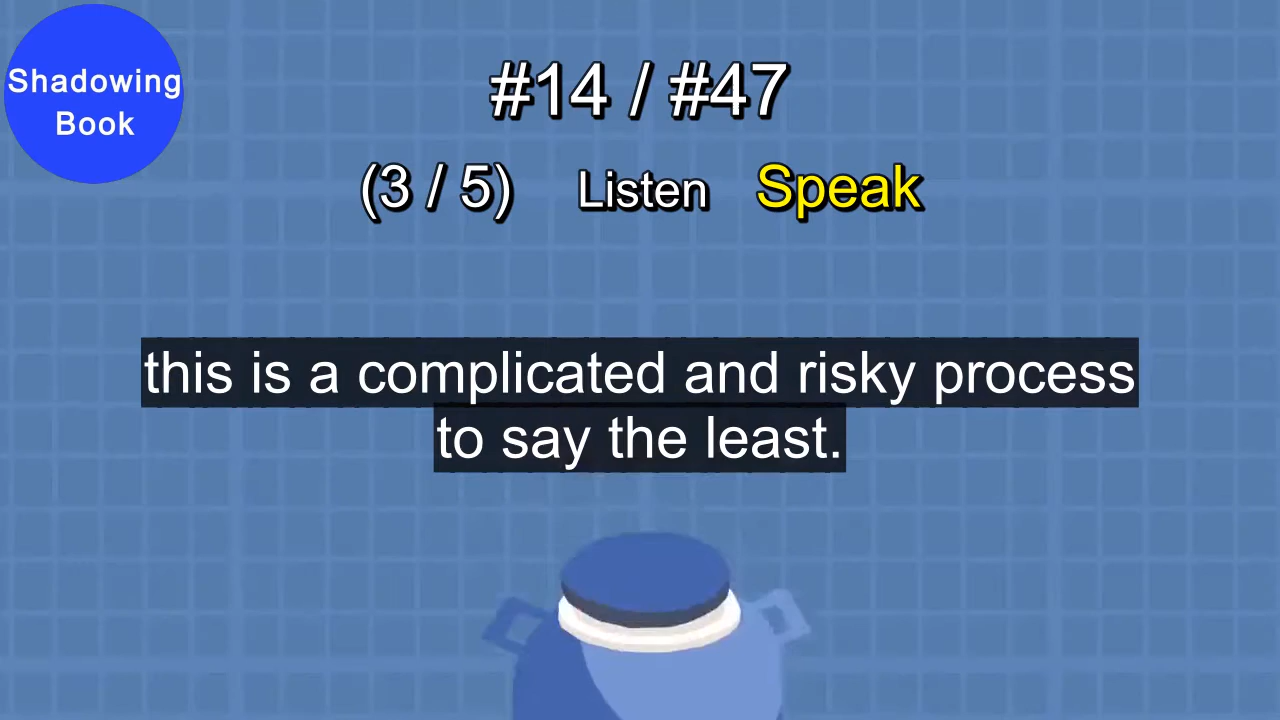 Shadowing
Book
#14 / #47
(3 / 5) Listen Speak
this is a complicated and risky process
to say the least.